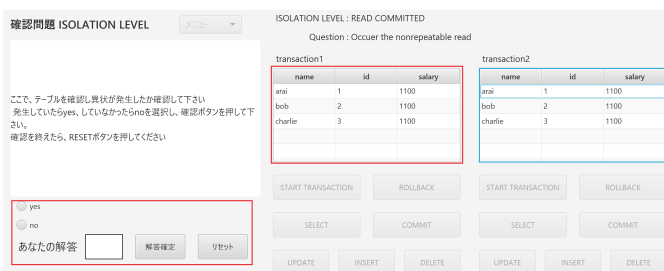 確認問題 ISOLATION LEVEL
メニュー
ここで、テーブルを確認し異状が発生したか確認して下さい
発生していたらyes、していなかったらnoを選択し、確認ボタンを押して下
さい。
確認を終えたら、RESETボタンを押してください
yes
no
あなたの解答
解答確定
リセット
ISOLATION LEVEL : READ COMMITTED
Question : Occuer the nonrepeatable read
transaction1
name id salary
arai 1 1100
bob 2 1100
charlie 3 1100
START TRANSACTION ROLLBACK
SELECT COMMIT
UPDATE INSERT DELETE
transaction2
name id salary
arai 1 1100
bob 2 1100
charlie 3 1100
START TRANSACTION ROLLBACK
SELECT COMMIT
UPDATE INSERT DELETE